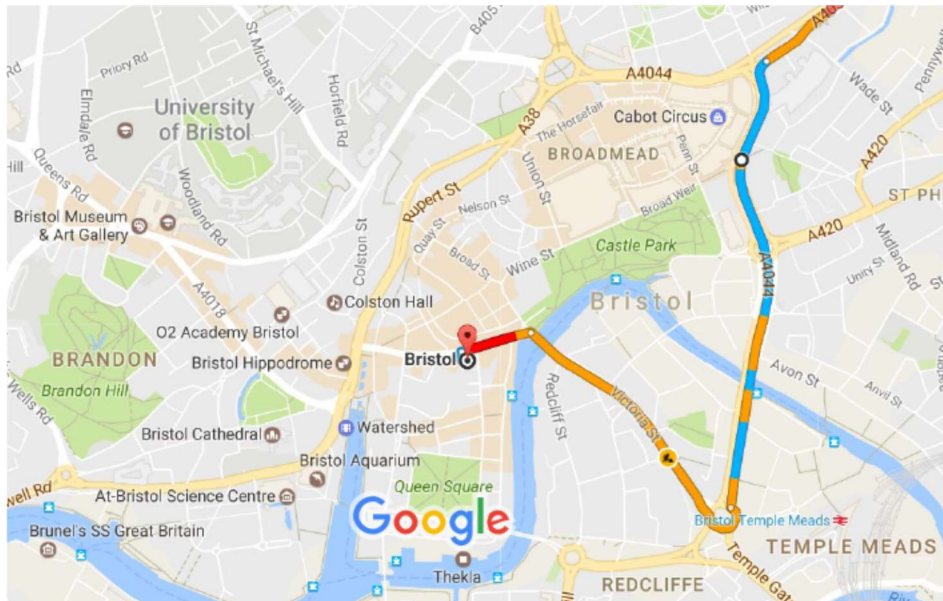 B4051
A4032
Priory Rd
St Michael's Hill
Horfield Rd
A4044
Wade St
Pennywell
Elmdale Rd
University
of Bristol
A38
The Horsefair
Cabot Circus
A420
Hill
Queens Rd
Woodland Rd
Rupert St
Union St
BROADMEAD
Penn St
Nelson St
Broad Weir
ST PH
Bristol Museum
& Art Gallery
Quay St
Broad St
Wine St
Castle Park
A420
Midland Rd
Colston St
A4018
A4044
Unity St
Sy
Colston Hall
Bristol
O2 Academy Bristol
BRANDON
Bristol Hippodrome
Bristol
Brandon Hill
Wells Rd
Redcliff St
Victoria St
Avon St
Anvil St
Watershed
Bristol Cathedral
Bristol Aquarium
well Rd
At-Bristol Science Centre
Queen Square
Google
Bristol Temple Meads
Brunel's SS Great Britain
TEMPLE MEADS
Thekla
REDCLIFFE
Temple Gat